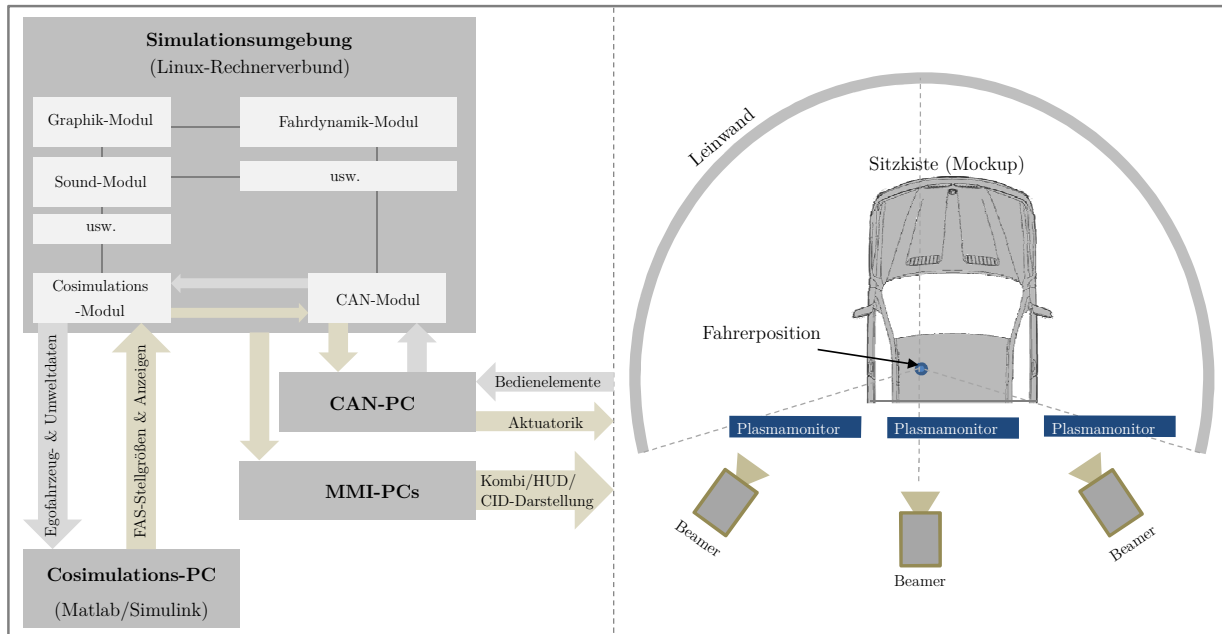 Simulationsumgebung
(Linux-Rechnerverbund)
Graphik-Modul
Fahrdynamik-Modul
Sound-Modul
usw.
usw.
Cosimulations
-Modul
CAN-Modul
Egofahrzeug- & Umweltdaten
FAS-Stellgrößen & Anzeigen
CAN-PC
Bedienelemente
Aktuatorik
MMI-PCs
Kombi/HUD/
CID-Darstellung
Cosimulations-PC
(Matlab/Simulink)
Leinwand
Sitzkiste (Mockup)
Fahrerposition
Plasmamonitor
Plasmamonitor
Plasmamonitor
Beamer
Beamer
Beamer